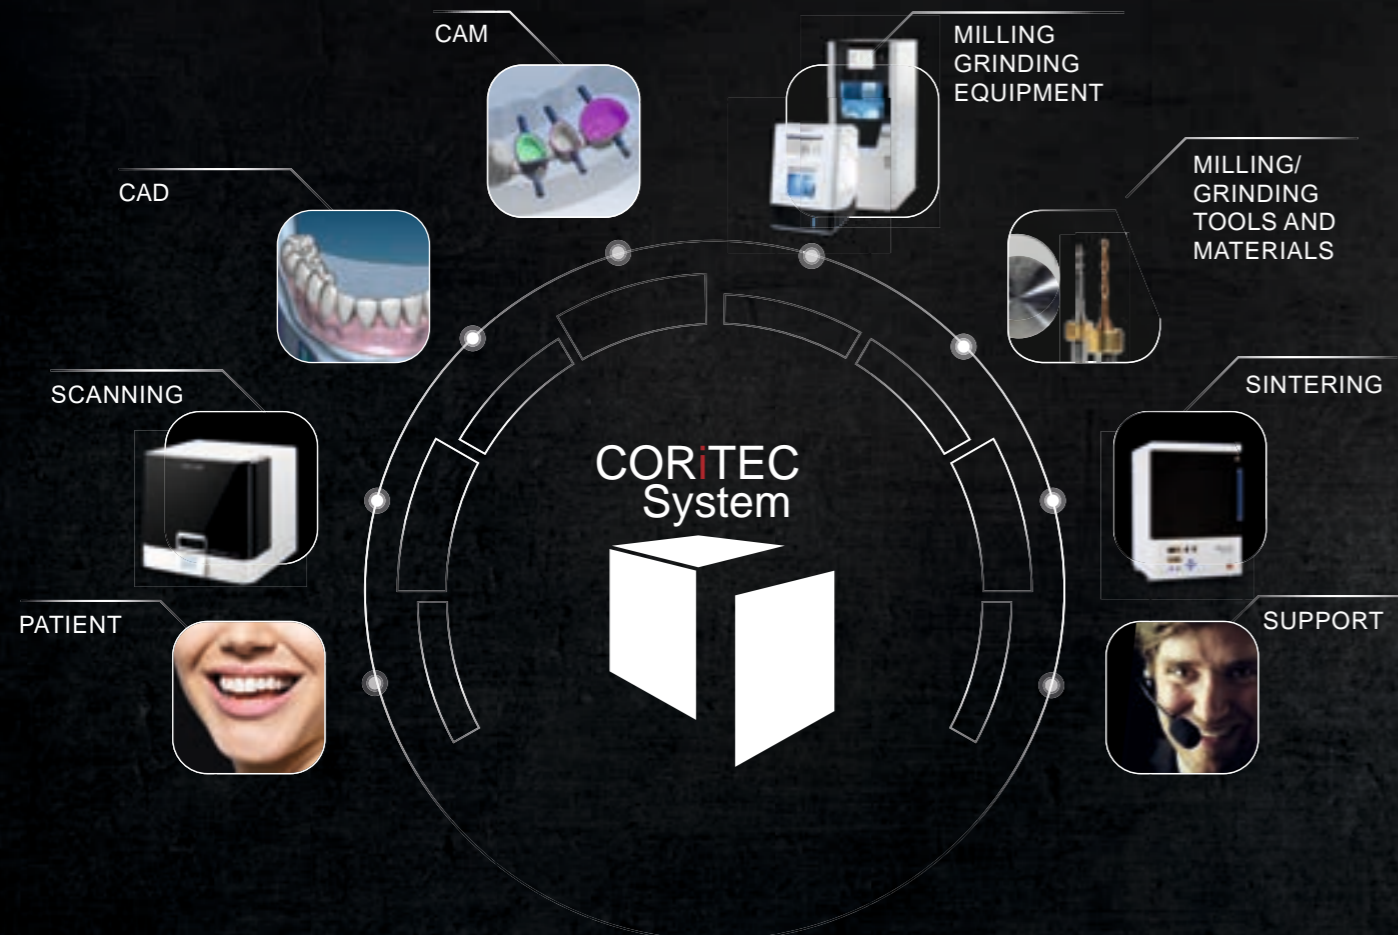 CAM
MILLING
GRINDING
EQUIPMENT
CAD
MILLING/
GRINDING
TOOLS AND
MATERIALS
SCANNING
SINTERING
CORiTEC
System
PATIENT
SUPPORT